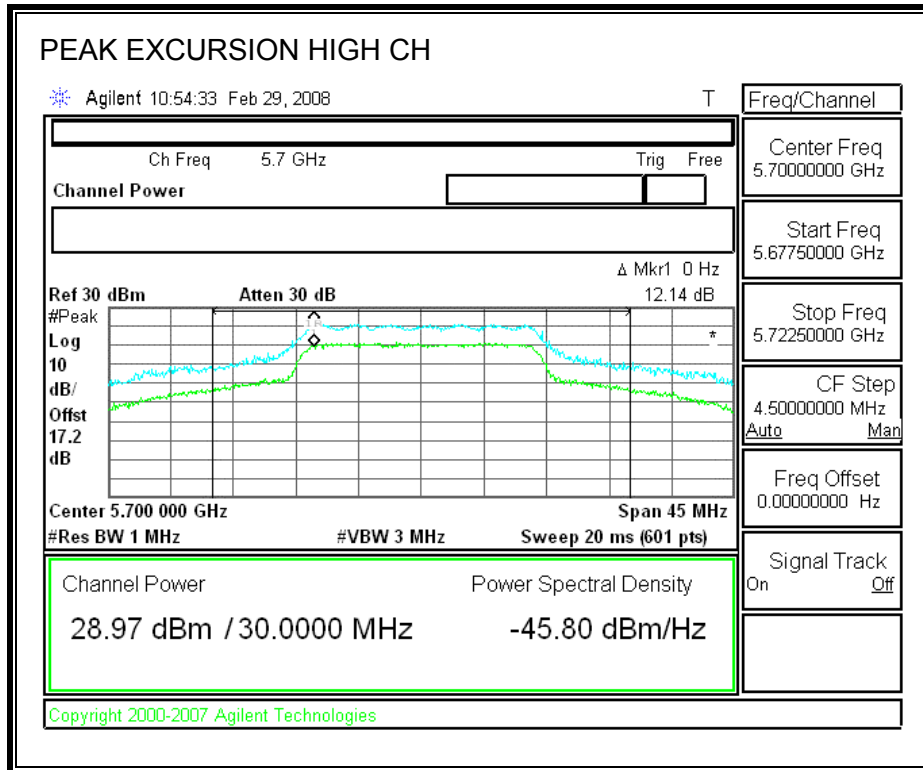 PEAK EXCURSION HIGH CH
Agilent 10:54:33 Feb 29, 2008 T
Freq/Channel
Ch Freq 5.7 GHz Trig Free
Channel Power
Center Freq
5.70000000 GHz
Start Freq
5.67750000 GHz
Δ Mkr1 0 Hz
Ref 30 dBm Atten 30 dB 12.14 dB
#Peak
Log
10
dB/
Offst
17.2
dB
1R
*
Stop Freq
5.72250000 GHz
CF Step
4.50000000 MHz
Auto Man
Freq Offset
0.00000000 Hz
Center 5.700 000 GHz Span 45 MHz
#Res BW 1 MHz #VBW 3 MHz Sweep 20 ms (601 pts)
Signal Track
On Off
Channel Power Power Spectral Density
28.97 dBm / 30.0000 MHz -45.80 dBm/Hz
Copyright 2000-2007 Agilent Technologies